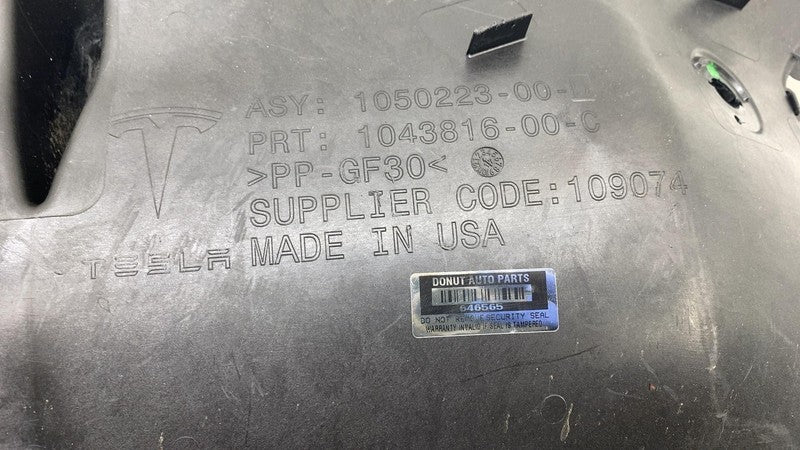 ASY: 1050223-00-
PRT: 1043816-00-C
>PP-GF30<
SUPPLIER CODE:109074
TESLA MADE IN USA
DONUT AUTO PARTS
646565
DO NOT REMOVE SECURITY SEAL
WARRANTY INVALID IF SEAL IS TAMPERED